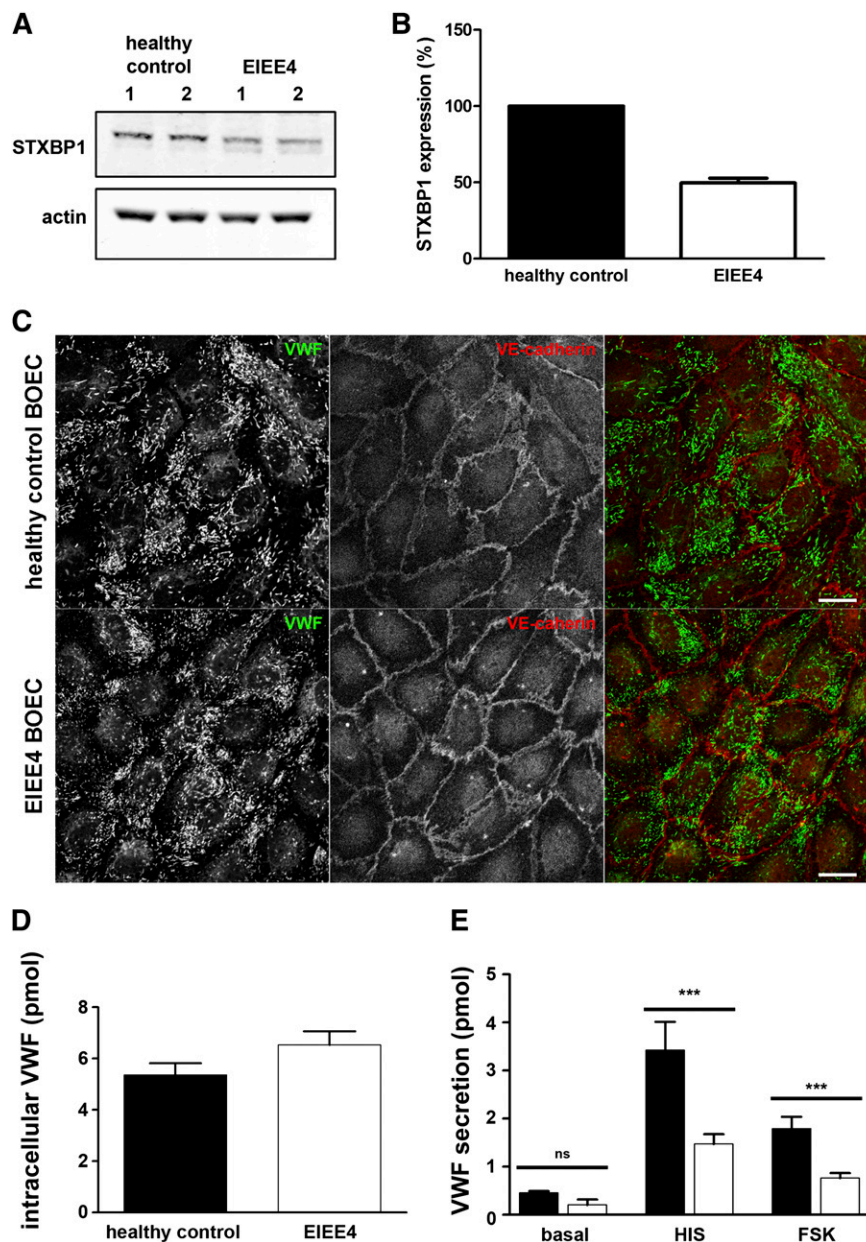 A
healthy
control
EIEE4
1 2 1 2
STXBP1
actin
B
STXBP1 expression (%)
150
100
50
0
healthy control
EIEE4
C
healthy control BOEC
VWF
VE-cadherin
EIEE4 BOEC
VWF
VE-caherin
D
intracellular VWF (pmol)
8
6
4
2
0
healthy control
EIEE4
E
VWF secretion (pmol)
5
4
3
2
1
0
ns
***
***
basal
HIS
FSK